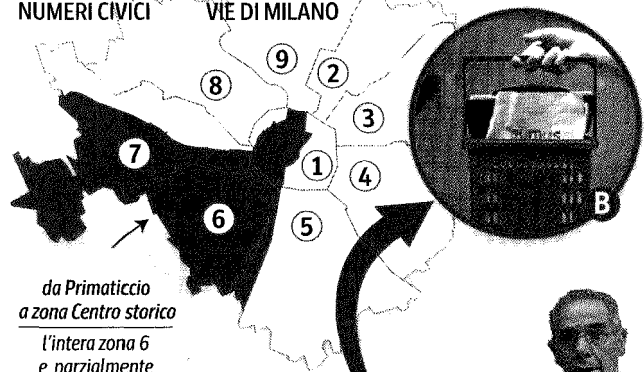 NUMERI CIVICI
VIE DI MILANO
9
2
8
3
7
1
4
6
5
B
da Primaticcio
a zona Centro storico
l'intera zona 6
e parzialmente